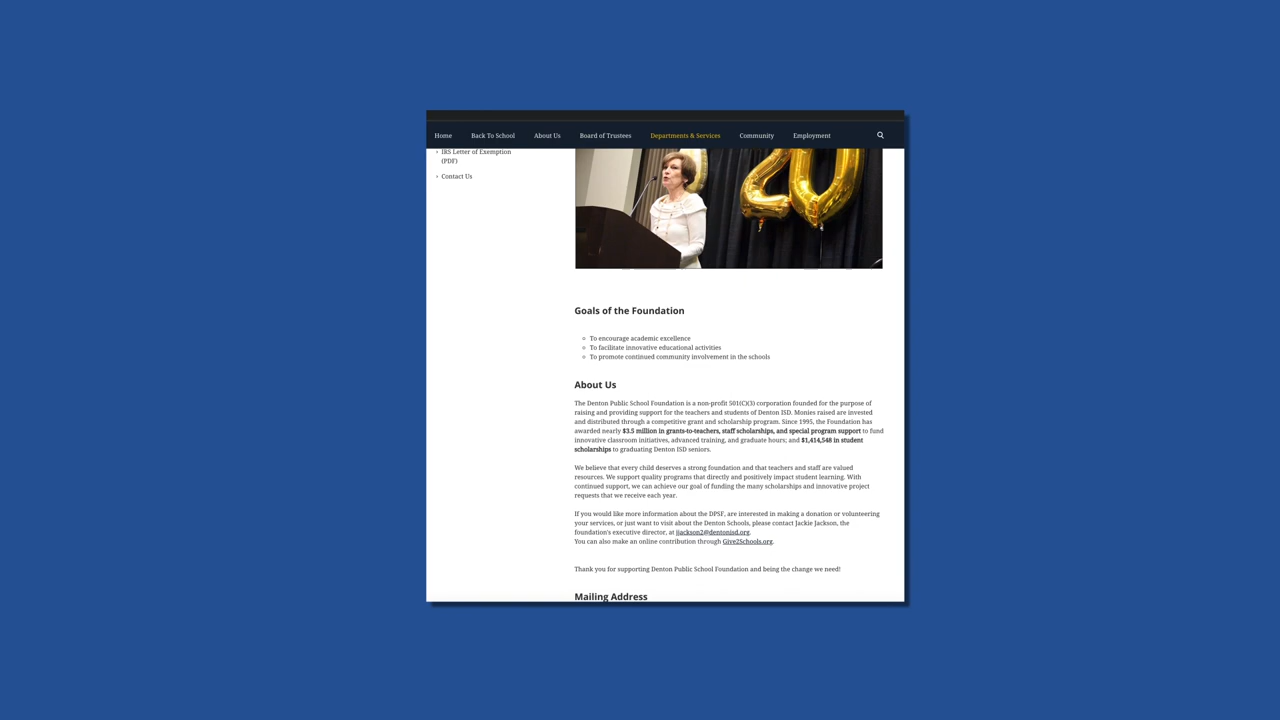 Home Back To School About Us Board of Trustees Departments & Services Community Employment
IRS Letter of Exemption
(PDF)
Contact Us
20
Goals of the Foundation
To encourage academic excellence
To facilitate innovative educational activities
To promote continued community involvement in the schools
About Us
The Denton Public School Foundation is a non-profit 501(C)(3) corporation founded for the purpose of
raising and providing support for the teachers and students of Denton ISD. Monies raised are invested
and distributed through a competitive grant and scholarship program. Since 1995, the Foundation has
awarded nearly $3.5 million in grants-to-teachers, staff scholarships, and special program support to fund
innovative classroom initiatives, advanced training, and graduate hours; and $1,414,548 in student
scholarships to graduating Denton ISD seniors.
We believe that every child deserves a strong foundation and that teachers and staff are valued
resources. We support quality programs that directly and positively impact student learning. With
continued support, we can achieve our goal of funding the many scholarships and innovative project
requests that we receive each year.
If you would like more information about the DPSF, are interested in making a donation or volunteering
your services, or just want to visit about the Denton Schools, please contact Jackie Jackson, the
foundation's executive director, at jjackson2@dentonisd.org.
You can also make an online contribution through Give2Schools.org.
Thank you for supporting Denton Public School Foundation and being the change we need!
Mailing Address